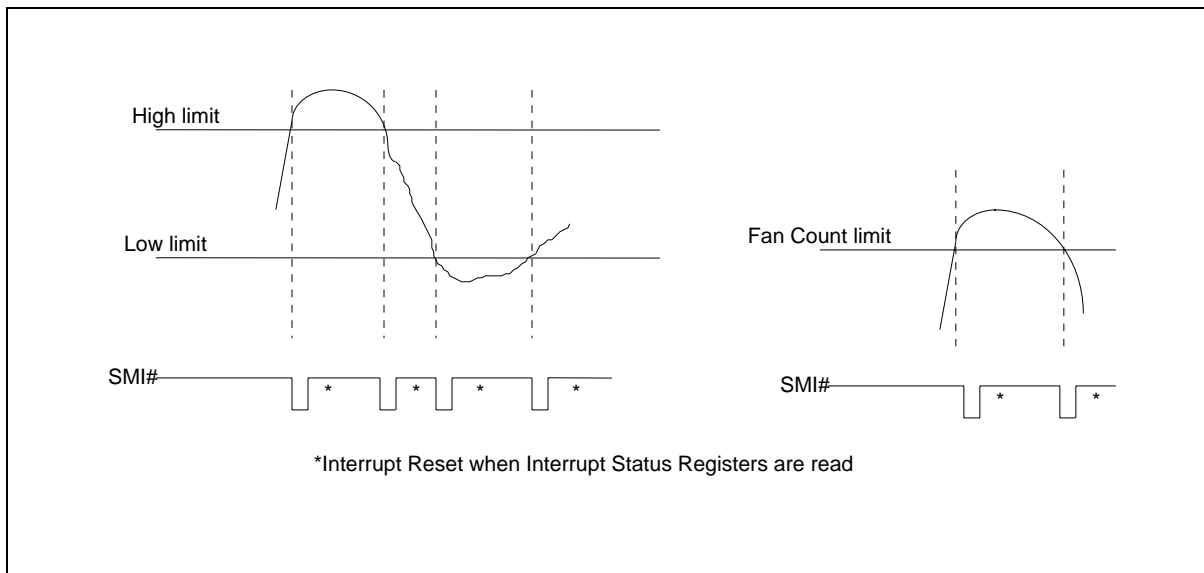 High limit
Low limit
SMI#
* * * *
Fan Count limit
SMI#
* *
*Interrupt Reset when Interrupt Status Registers are read